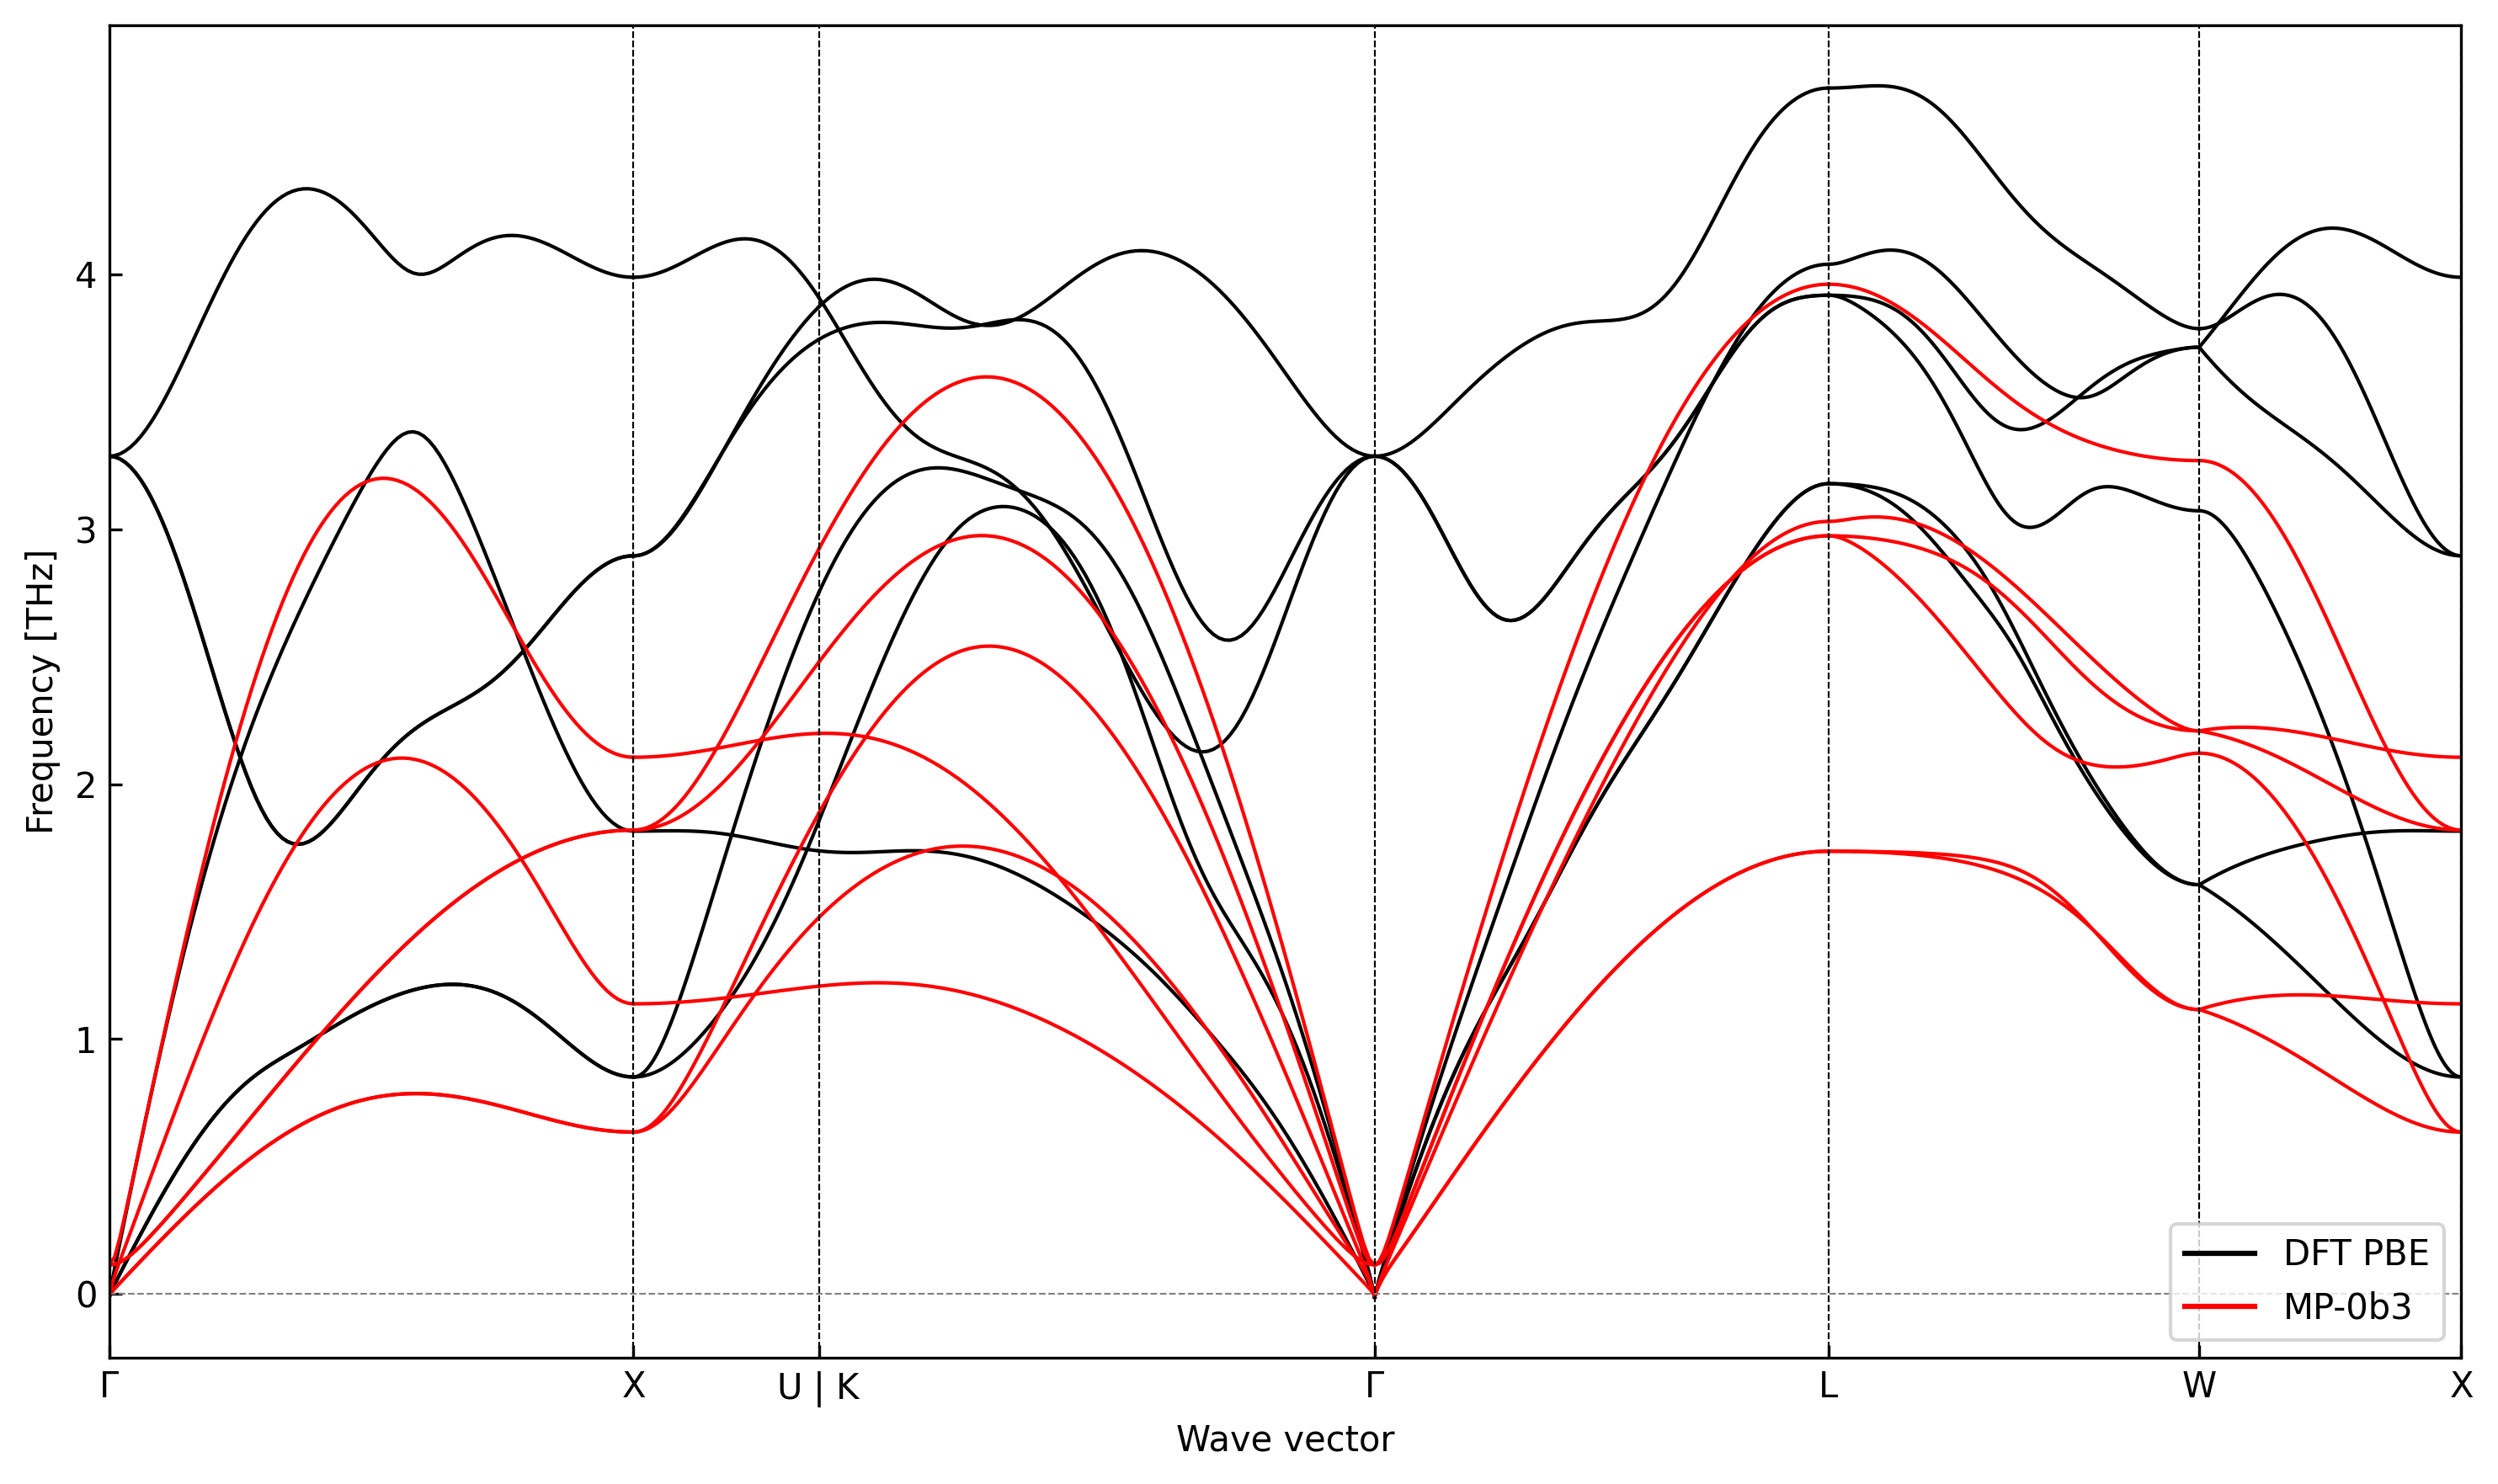 Frequency [THz]
4
3
2
1
0
Γ X U | K Γ L W X
Wave vector
DFT PBE
MP-0b3